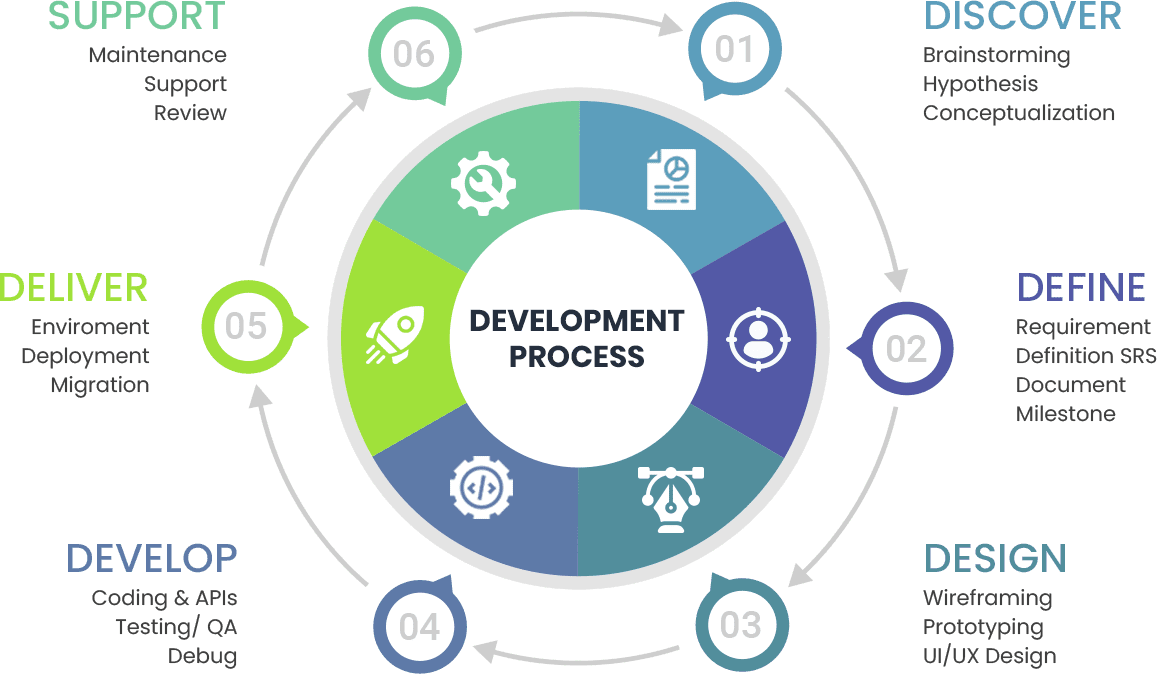 DEVELOPMENT
PROCESS
01
DISCOVER
Brainstorming
Hypothesis
Conceptualization
02
DEFINE
Requirement
Definition SRS
Document
Milestone
03
DESIGN
Wireframing
Prototyping
UI/UX Design
04
DEVELOP
Coding & APIs
Testing/ QA
Debug
05
DELIVER
Enviroment
Deployment
Migration
06
SUPPORT
Maintenance
Support
Review